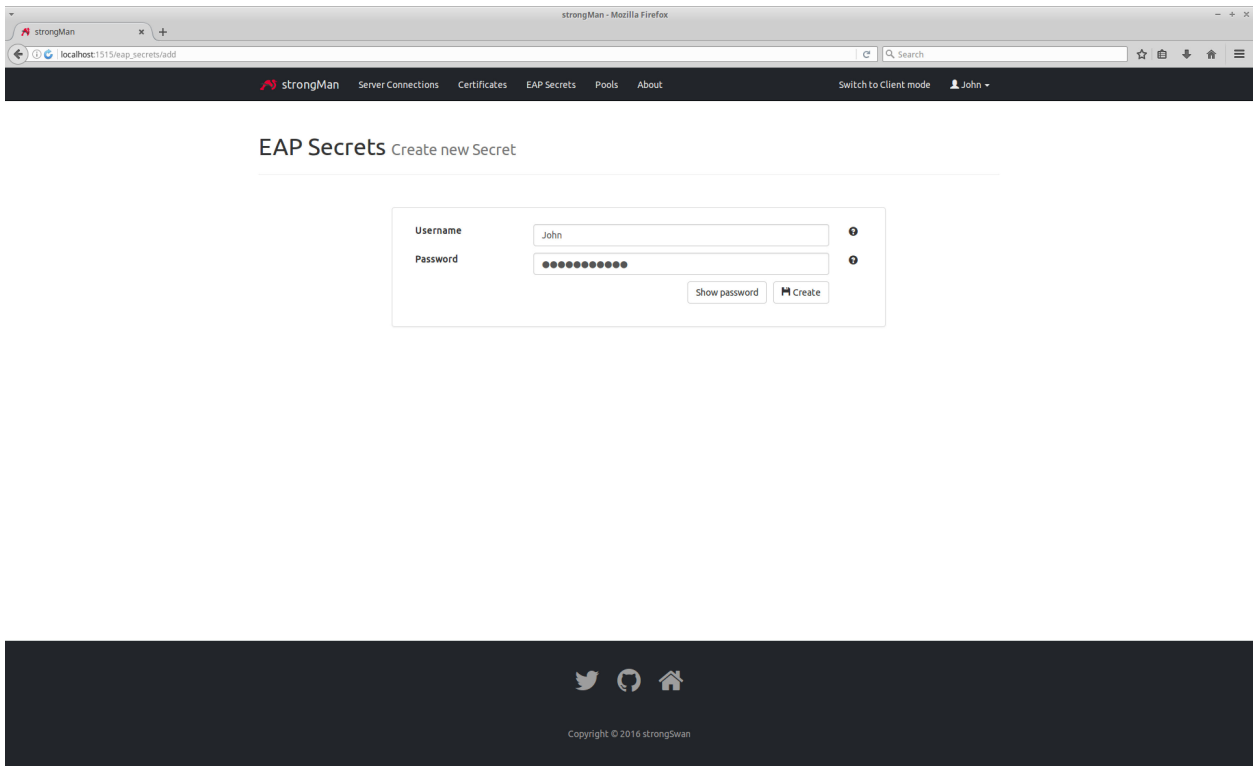 strongMan - Mozilla Firefox
strongMan
localhost:1515/eap_secrets/add
Search
strongMan Server Connections Certificates EAP Secrets Pools About Switch to Client mode John
EAP Secrets Create new Secret
Username John
Password ●●●●●●●●●●●
Show password Create
Copyright © 2016 strongSwan